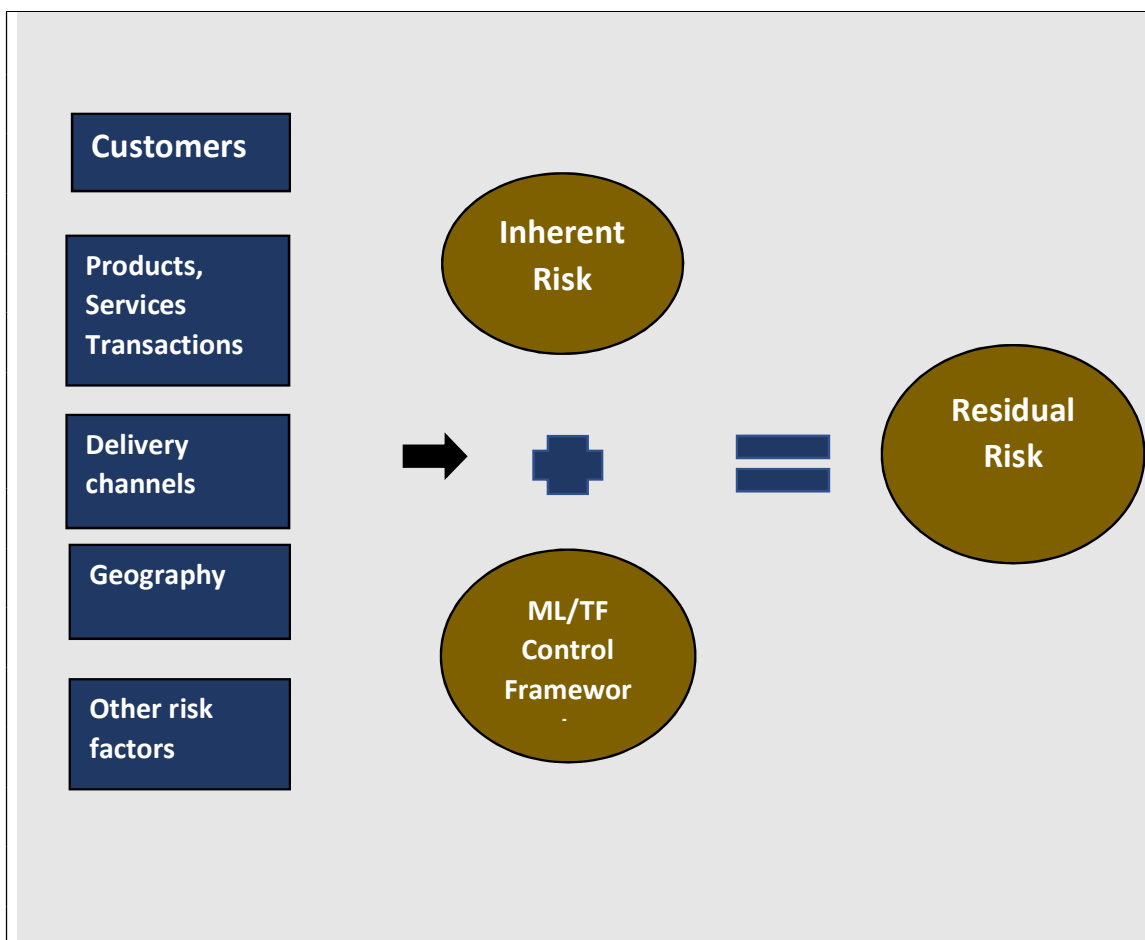 Customers
Products,
Services
Transactions
Delivery
channels
Geography
Other risk
factors
Inherent
Risk
ML/TF
Control
Framewor
Residual
Risk